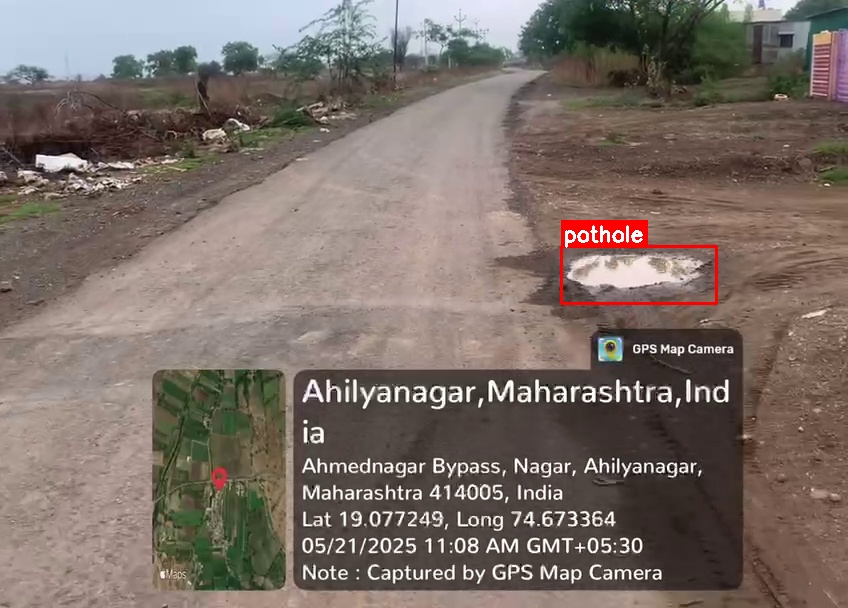 pothole
GPS Map Camera
Ahilyanagar,Maharashtra,Ind
ia
Ahmednagar Bypass, Nagar, Ahilyanagar,
Maharashtra 414005, India
Lat 19.077249, Long 74.673364
05/21/2025 11:08 AM GMT+05:30
Note : Captured by GPS Map Camera
Maps